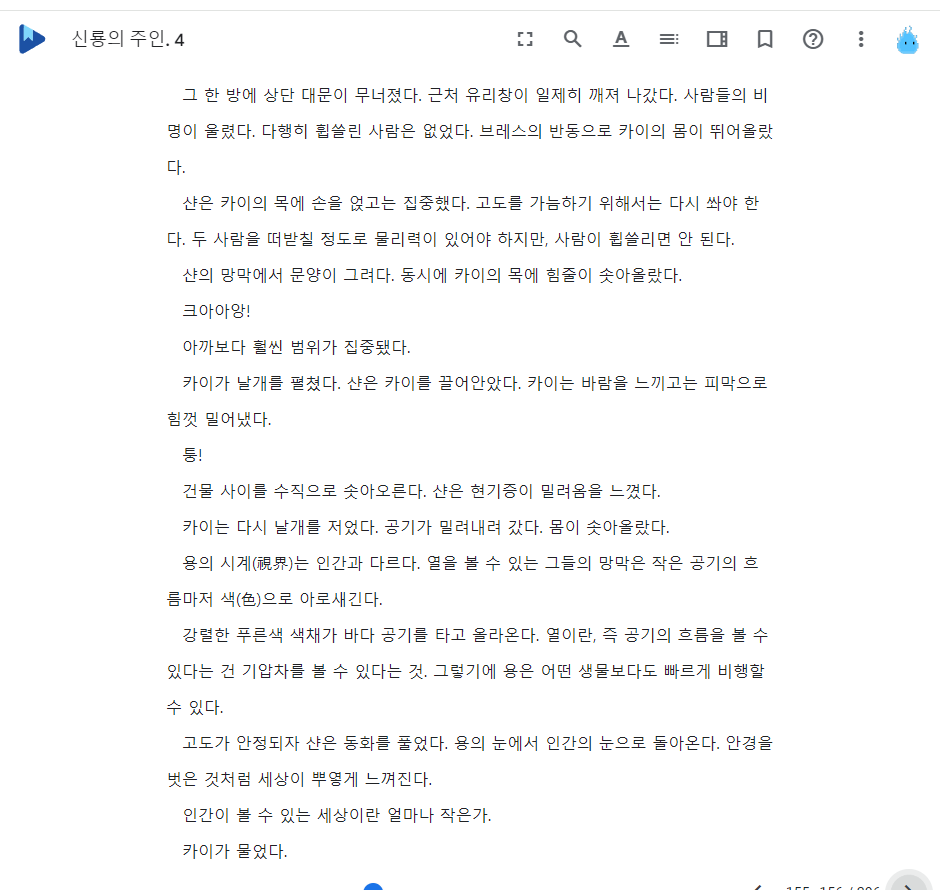 신룡의 주인. 4
그 한 방에 상단 대문이 무너졌다. 근처 유리창이 일제히 깨져 나갔다. 사람들의 비
명이 울렸다. 다행히 휩쓸린 사람은 없었다. 브레스의 반동으로 카이의 몸이 뛰어올랐
다.
샨은 카이의 목에 손을 얹고는 집중했다. 고도를 가늠하기 위해서는 다시 쏴야 한
다. 두 사람을 떠받칠 정도로 물리력이 있어야 하지만, 사람이 휩쓸리면 안 된다.
샨의 망막에서 문양이 그려다. 동시에 카이의 목에 힘줄이 솟아올랐다.
크아아앙!
아까보다 훨씬 범위가 집중됐다.
카이가 날개를 펼쳤다. 샨은 카이를 끌어안았다. 카이는 바람을 느끼고는 피막으로
힘껏 밀어냈다.
퉁!
건물 사이를 수직으로 솟아오른다. 샨은 현기증이 밀려옴을 느꼈다.
카이는 다시 날개를 저었다. 공기가 밀려내려 갔다. 몸이 솟아올랐다.
용의 시계(視界)는 인간과 다르다. 열을 볼 수 있는 그들의 망막은 작은 공기의 흐
름마저 색(色)으로 아로새긴다.
강렬한 푸른색 색채가 바다 공기를 타고 올라온다. 열이란, 즉 공기의 흐름을 볼 수
있다는 건 기압차를 볼 수 있다는 것. 그렇기에 용은 어떤 생물보다도 빠르게 비행할
수 있다.
고도가 안정되자 샨은 동화를 풀었다. 용의 눈에서 인간의 눈으로 돌아온다. 안경을
벗은 것처럼 세상이 뿌옇게 느껴진다.
인간이 볼 수 있는 세상이란 얼마나 작은가.
카이가 물었다.